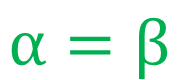 α = β